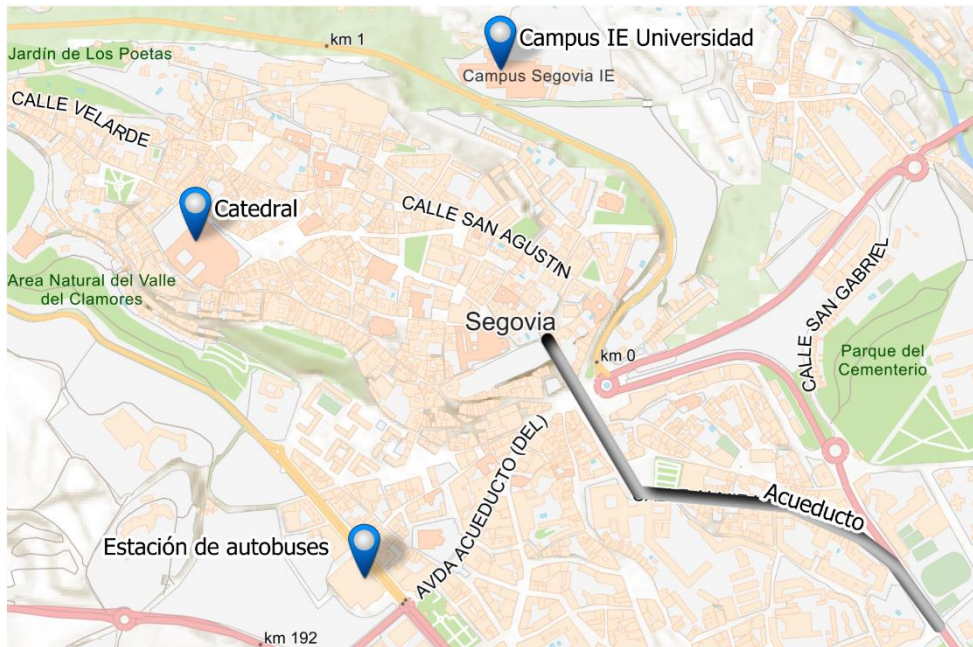 km 1
Campus IE Universidad
Jardín de Los Poetas
Campus Segovia IE
CALLE VELARDE
Catedral
CALLE SAN AGUSTÍN
Area Natural del Valle
del Clamores
CALLE SAN GABRIEL
Segovia
km 0
Parque del
Cementerio
AVDA ACUEDUCTO (DEL)
Acueducto
Estación de autobuses
km 192